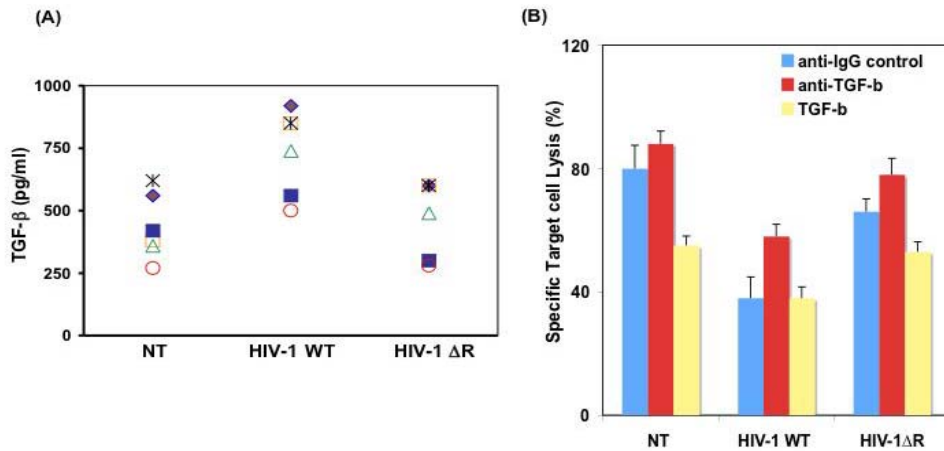 (A)
TGF-β (pg/ml)
1000
750
500
250
0
NT HIV-1 WT HIV-1 ΔR
(B)
Specific Target cell Lysis (%)
120
80
40
0
anti-IgG control
anti-TGF-b
TGF-b
NT HIV-1 WT HIV-1ΔR